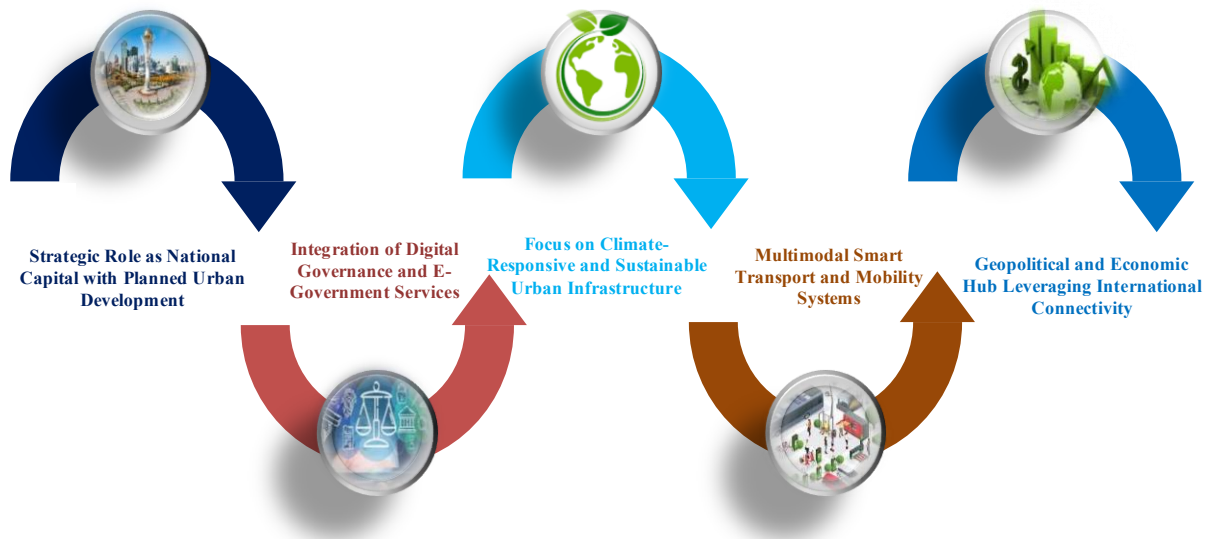 Strategic Role as National
Capital with Planned Urban
Development
Integration of Digital
Governance and E-
Government Services
Focus on Climate-
Responsive and Sustainable
Urban Infrastructure
Multimodal Smart
Transport and Mobility
Systems
Geopolitical and Economic
Hub Leveraging International
Connectivity